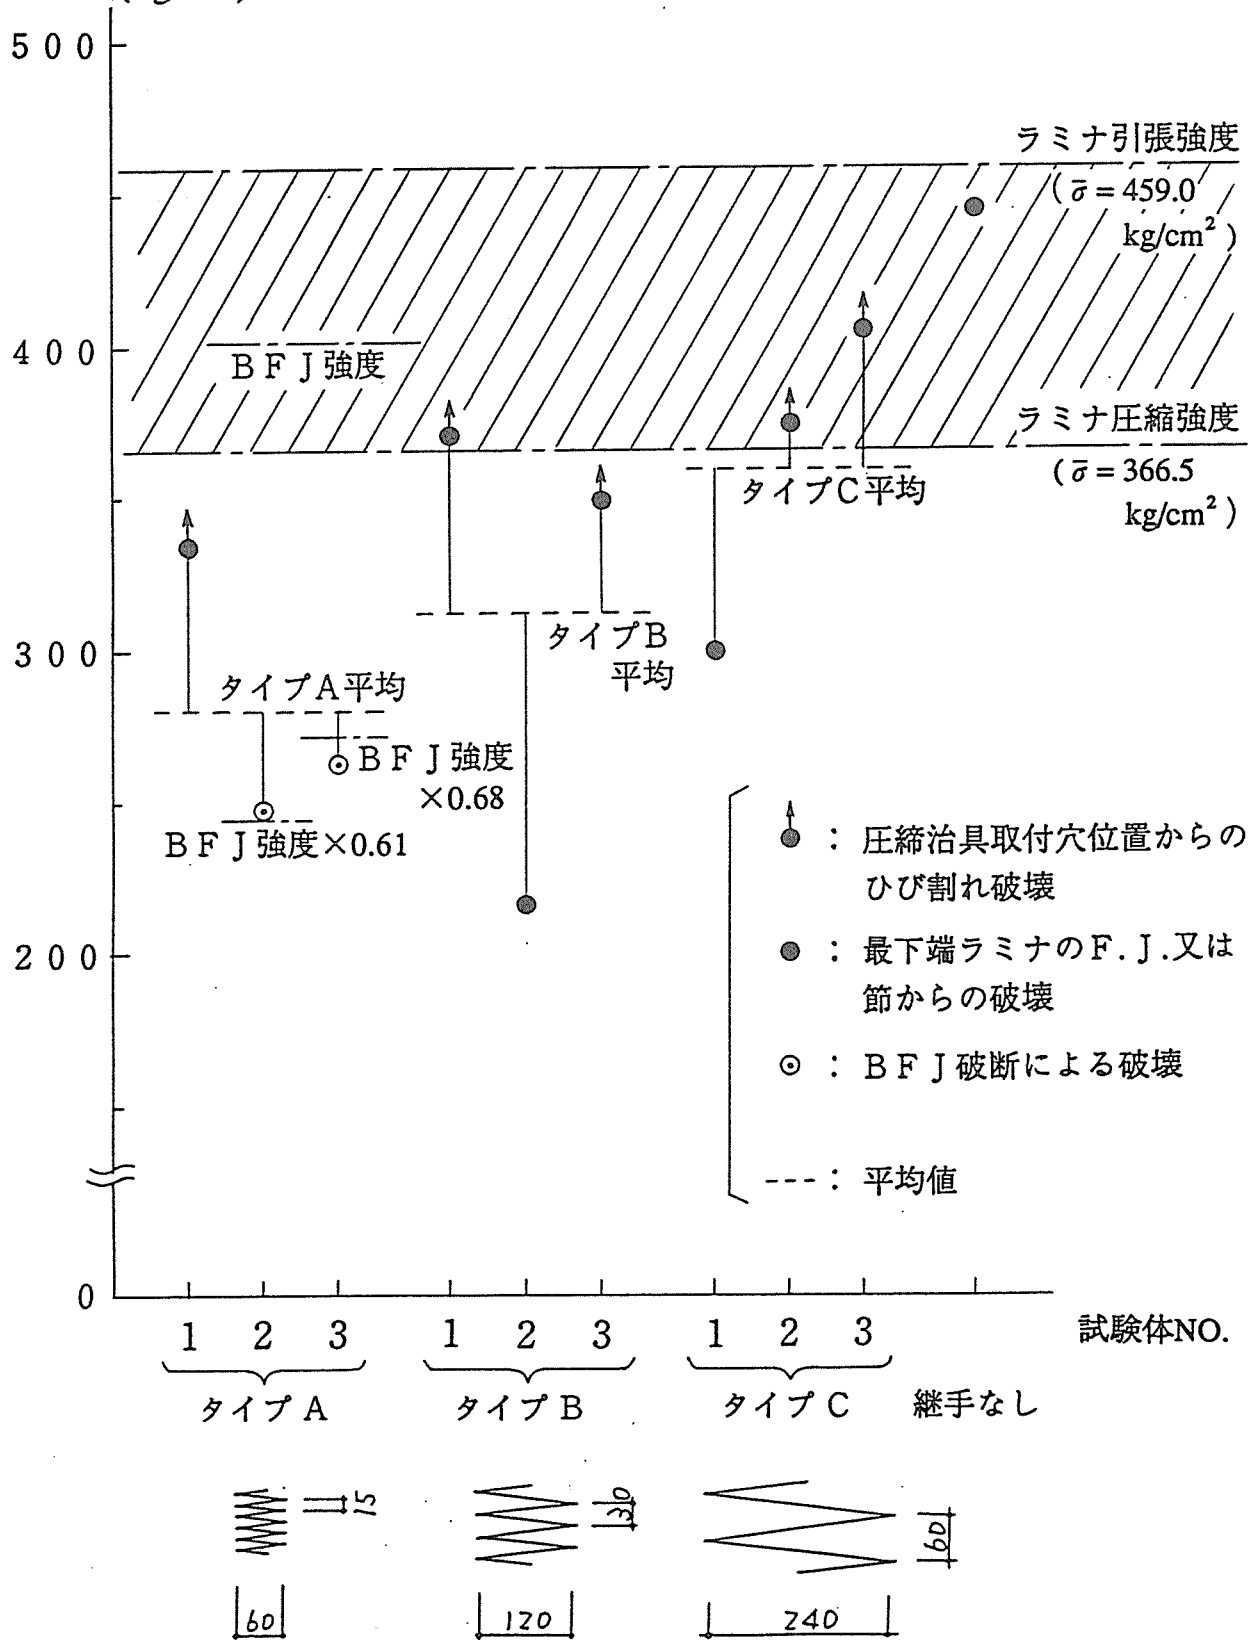 500
ラミナ引張強度
( σ̄ = 459.0
kg/cm² )
400
BFJ強度
ラミナ圧縮強度
( σ̄ = 366.5
kg/cm² )
タイプC平均
300
タイプB
平均
タイプA平均
BFJ強度
×0.68
BFJ強度×0.61
200
: 圧締治具取付穴位置からの
ひび割れ破壊
: 最下端ラミナのF.J.又は
節からの破壊
: BFJ破断による破壊
---: 平均値
0
1 2 3 1 2 3 1 2 3 試験体NO.
タイプA タイプB タイプC 継手なし
15 30 60
60 120 240